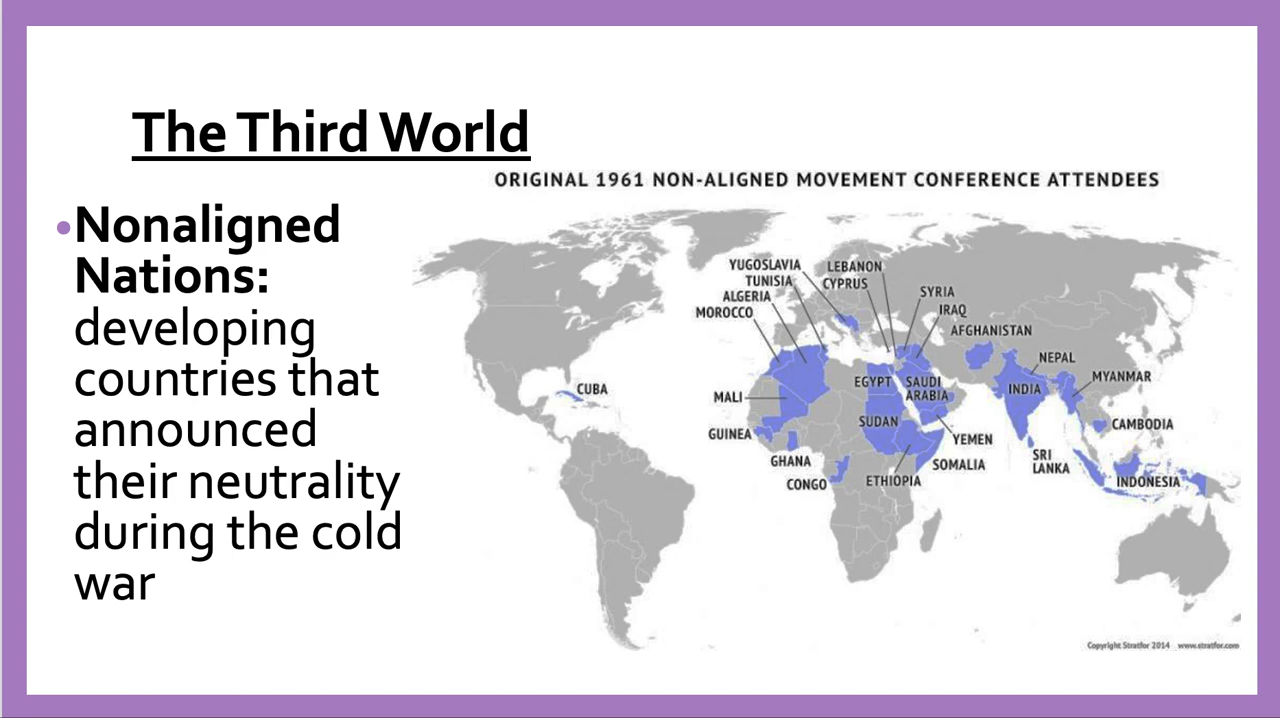 The Third World
ORIGINAL 1961 NON-ALIGNED MOVEMENT CONFERENCE ATTENDEES
•Nonaligned
Nations:
developing
countries that
announced
their neutrality
during the cold
war
YUGOSLAVIA
LEBANON
TUNISIA
CYPRUS
ALGERIA
SYRIA
MOROCCO
IRAQ
AFGHANISTAN
NEPAL
MYANMAR
CUBA
MALI
EGYPT
SAUDI
ARABIA
INDIA
SUDAN
GUINEA
CAMBODIA
YEMEN
GHANA
SOMALIA
SRI
LANKA
CONGO
ETHIOPIA
INDONESIA
Copyright Stratfor 2014 www.stratfor.com